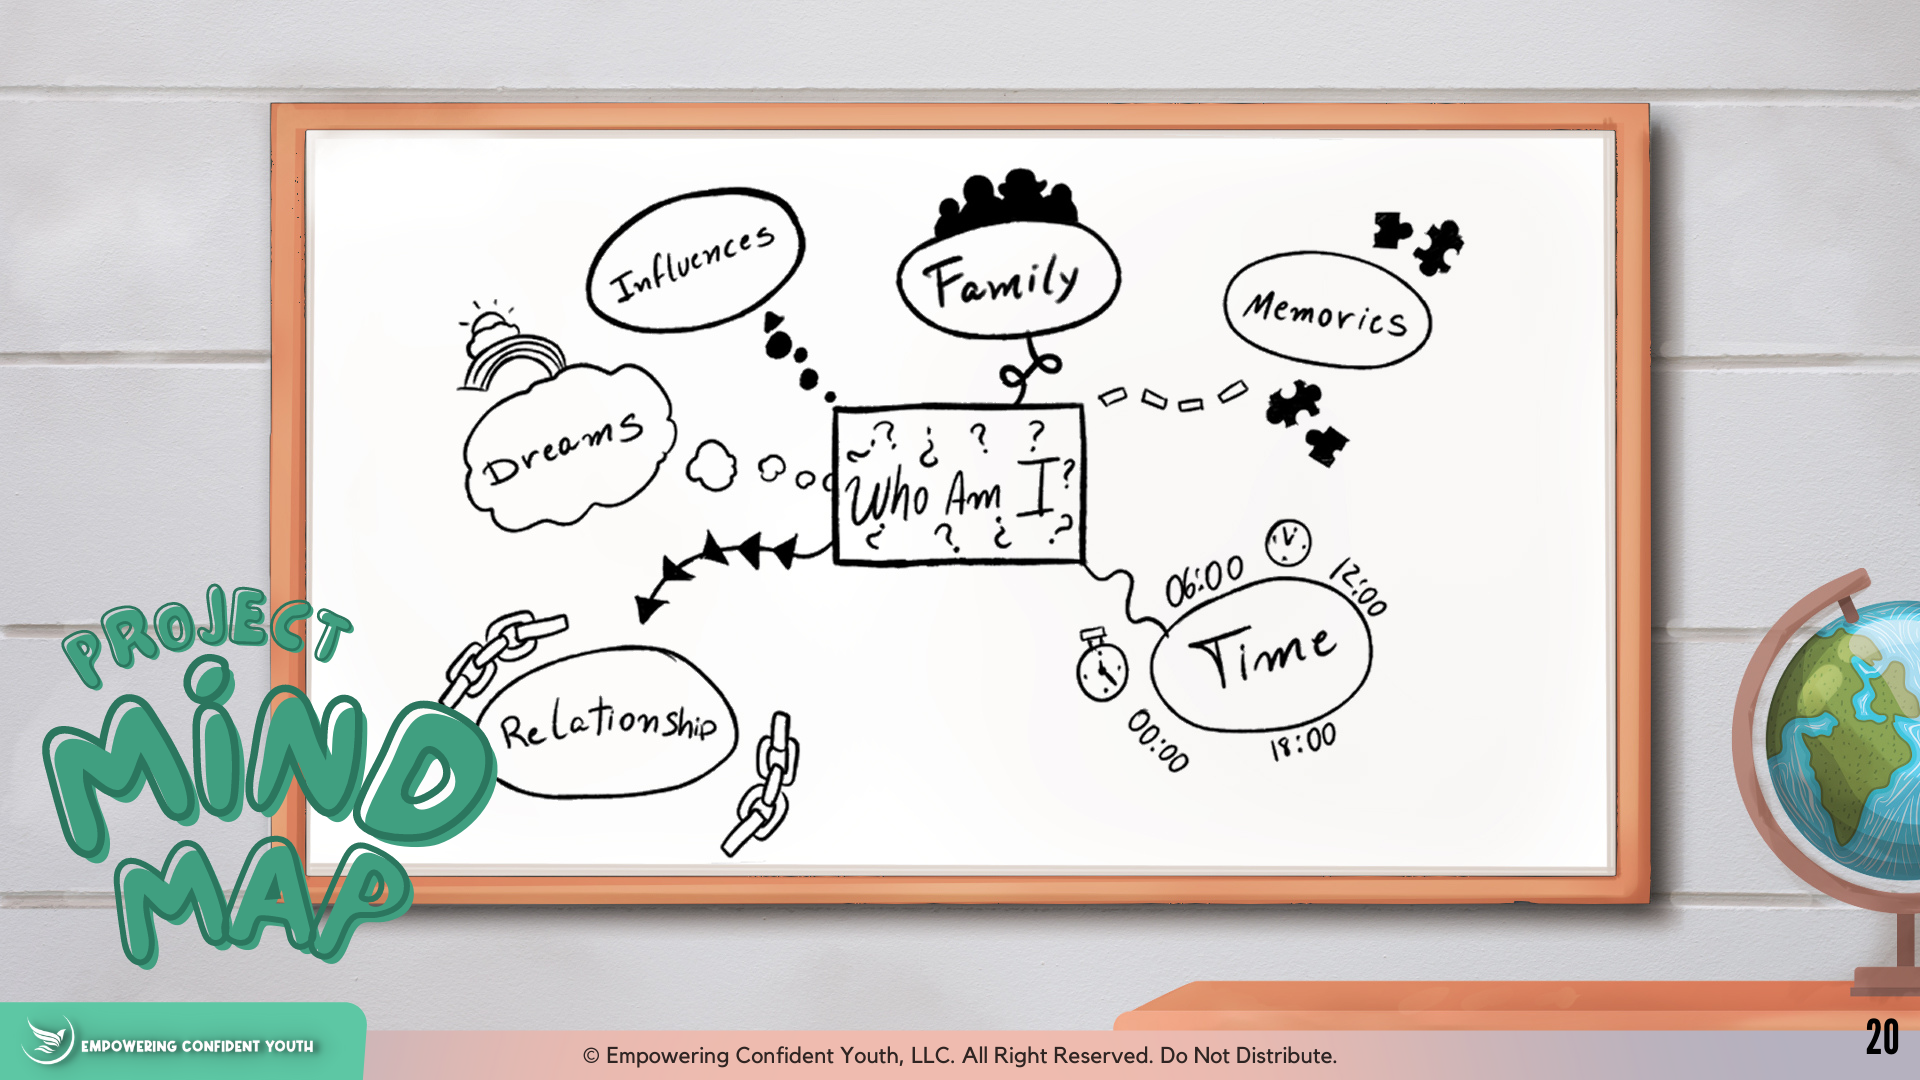 Influences
Family
Memories
Dreams
? ¿ ? ?
Who Am I?
¿ ? ¿ ?
06:00
12:00
Time
00:00
18:00
Relationship
PROJECT
MiND
MAP
EMPOWERING CONFIDENT YOUTH
© Empowering Confident Youth, LLC. All Right Reserved. Do Not Distribute.
20